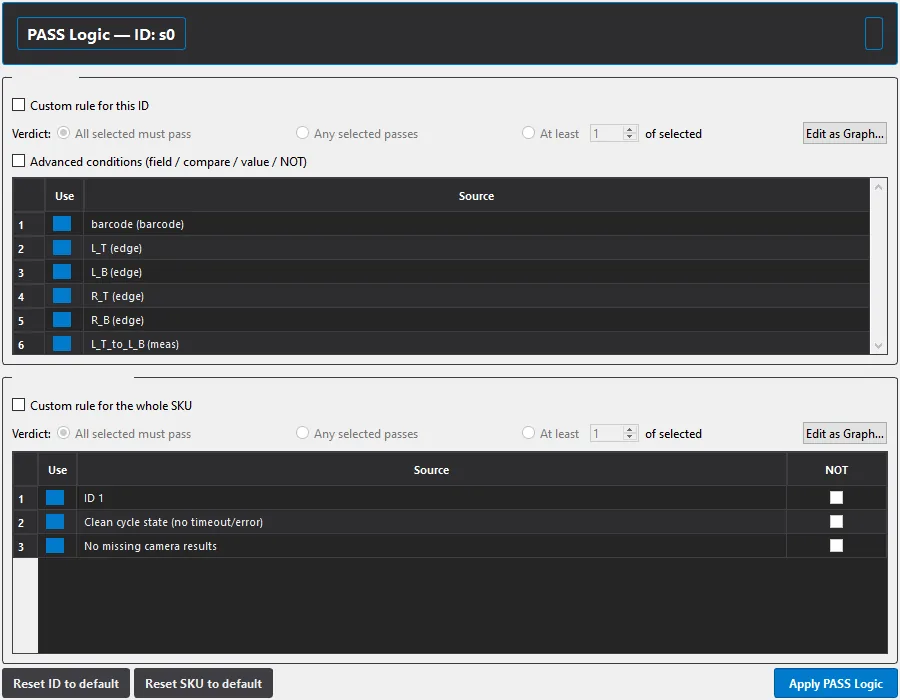 PASS Logic — ID: s0
Custom rule for this ID
Verdict: All selected must pass Any selected passes At least 1 of selected Edit as Graph...
Advanced conditions (field / compare / value / NOT)
Use Source
1 barcode (barcode)
2 L_T (edge)
3 L_B (edge)
4 R_T (edge)
5 R_B (edge)
6 L_T_to_L_B (meas)
Custom rule for the whole SKU
Verdict: All selected must pass Any selected passes At least 1 of selected Edit as Graph...
Use Source NOT
1 ID 1
2 Clean cycle state (no timeout/error)
3 No missing camera results
Reset ID to default Reset SKU to default Apply PASS Logic